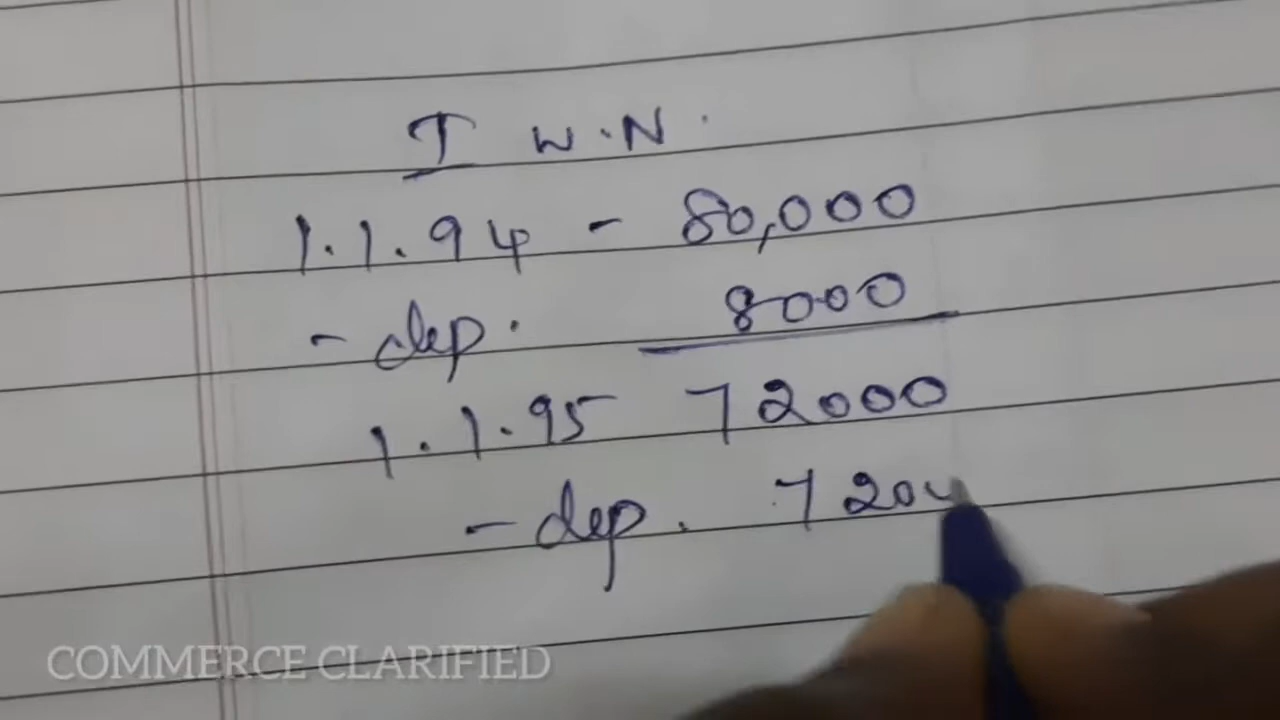 I W.N.
1.1.94 - 80,000
- dep. 8000
1.1.95 72000
- dep. 720
COMMERCE CLARIFIED